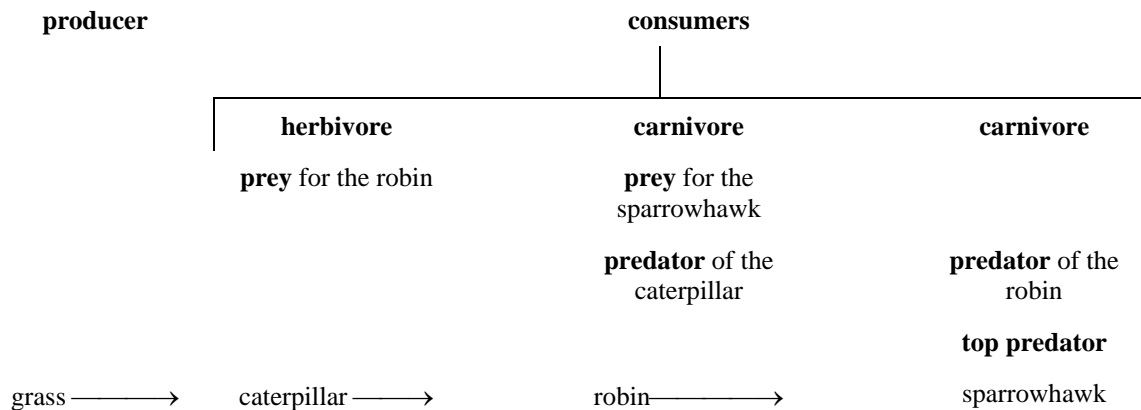 producer consumers
herbivore carnivore carnivore
prey for the robin prey for the
sparrowhawk
predator of the predator of the
caterpillar robin
top predator
grass caterpillar robin sparrowhawk